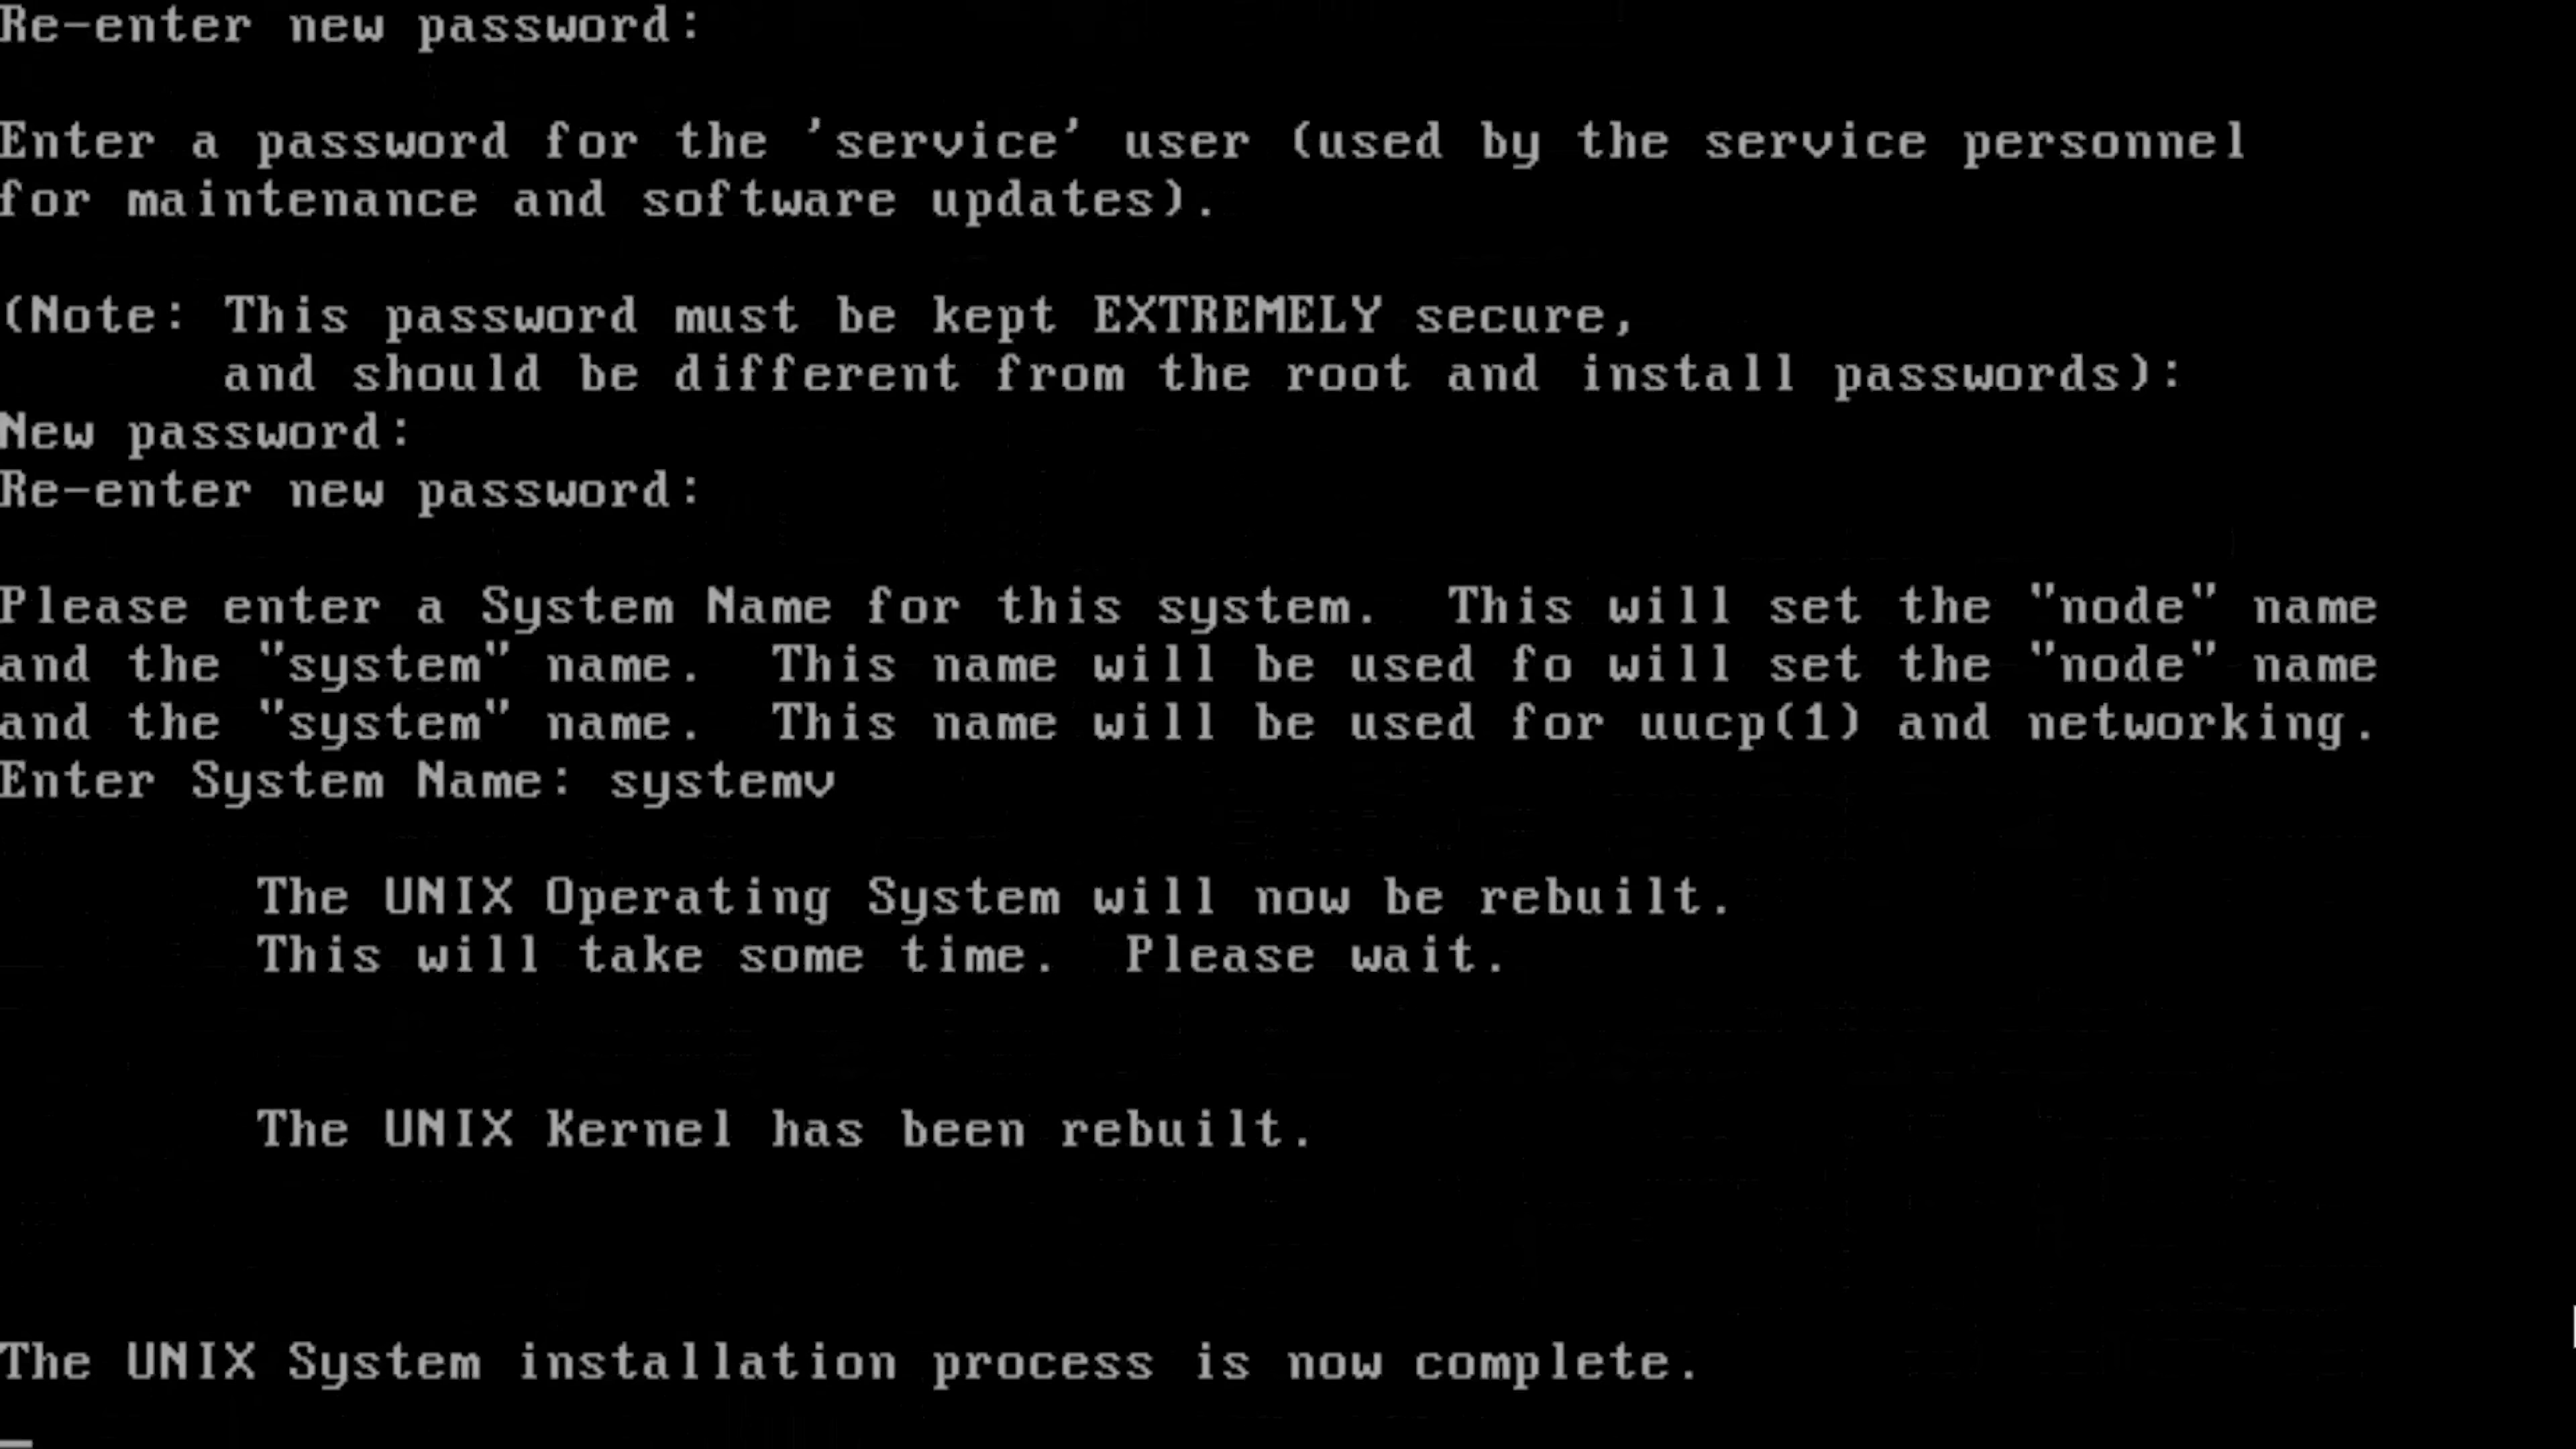 Re-enter new password:
Enter a password for the 'service' user (used by the service personnel
for maintenance and software updates).
(Note: This password must be kept EXTREMELY secure,
and should be different from the root and install passwords):
New password:
Re-enter new password:
Please enter a System Name for this system.  This will set the "node" name
and the "system" name.  This name will be used fo will set the "node" name
and the "system" name.  This name will be used for uucp(1) and networking.
Enter System Name: systemv
The UNIX Operating System will now be rebuilt.
This will take some time.  Please wait.
The UNIX Kernel has been rebuilt.
The UNIX System installation process is now complete.